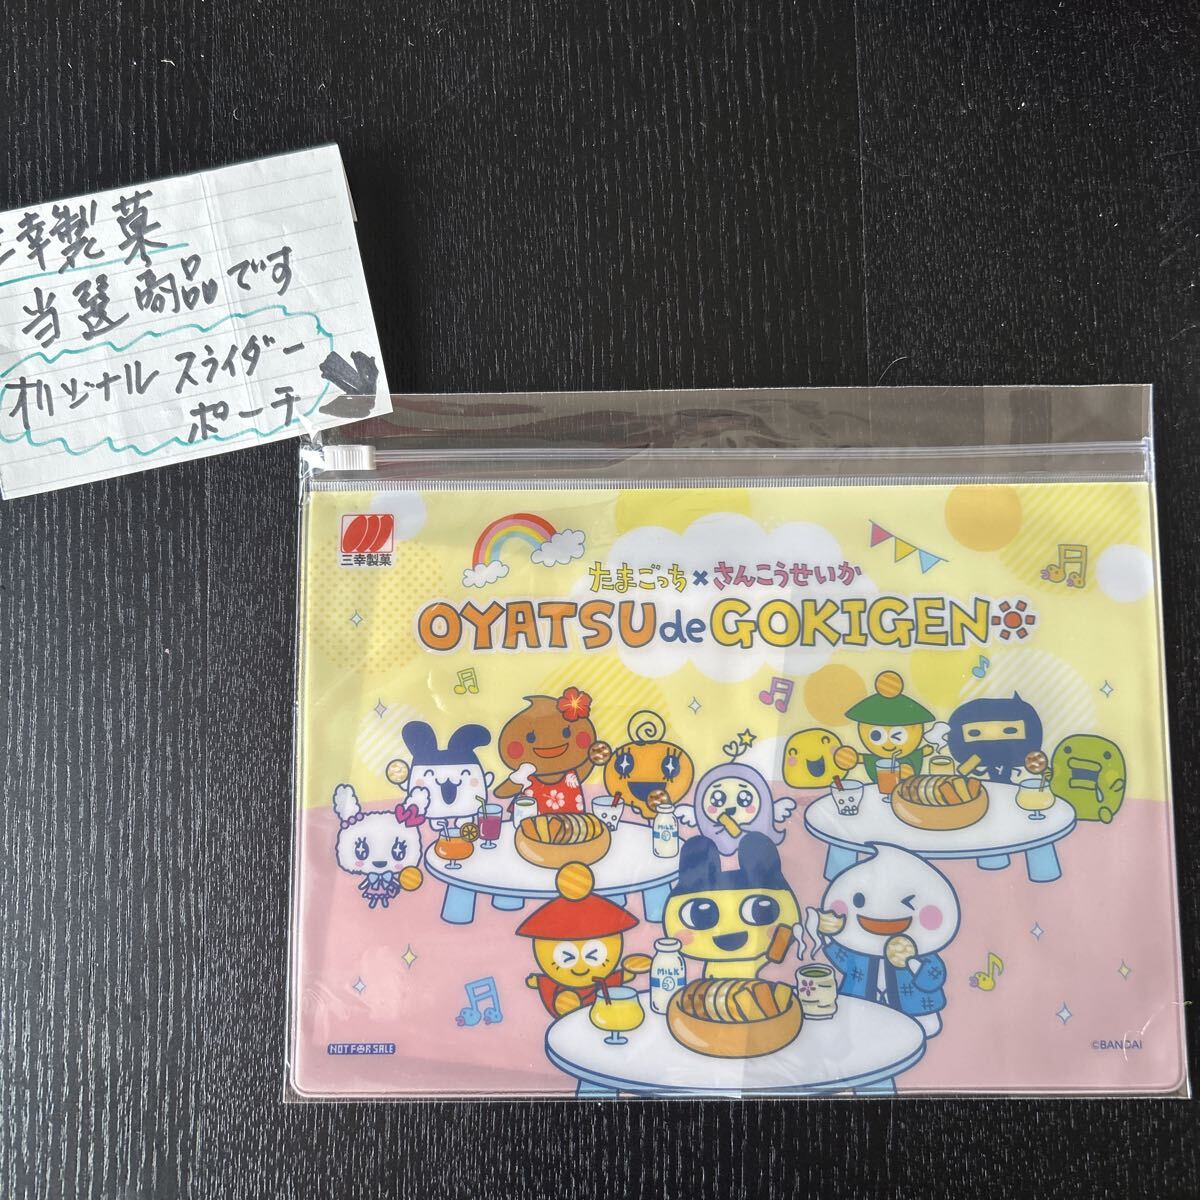 三幸製菓
当選商品です
オリジナルスライダー
ポーチ
三幸製菓
たまごっち×さんこうせいか
OYATSU de GOKIGEN
MILK
MILK
NOT FOR SALE
©BANDAI